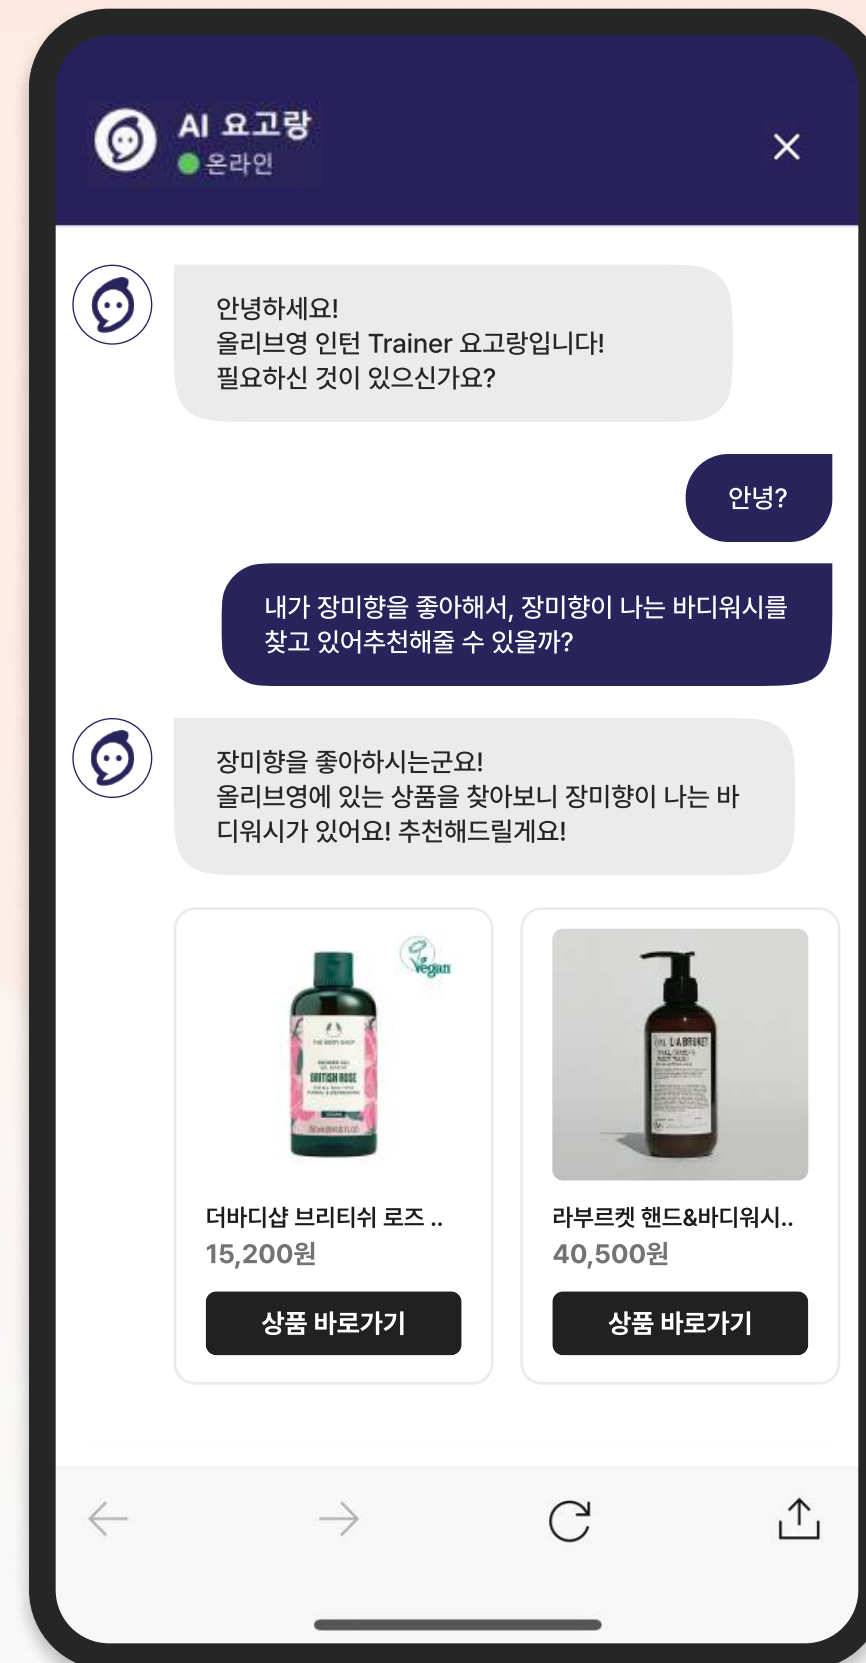 AI 요고랑
온라인
안녕하세요!
올리브영 인턴 Trainer 요고랑입니다!
필요하신 것이 있으신가요?
안녕?
내가 장미향을 좋아해서, 장미향이 나는 바디워시를
찾고 있어추천해줄 수 있을까?
장미향을 좋아하시는군요!
올리브영에 있는 상품을 찾아보니 장미향이 나는 바
디워시가 있어요! 추천해드릴게요!
Vegan
THE BODY SHOP
SHOWER GEL
BRITISH ROSE
VEGAN
L:A BRUKET
더바디샵 브리티쉬 로즈 ..
15,200원
상품 바로가기
라부르켓 핸드&바디워시..
40,500원
상품 바로가기